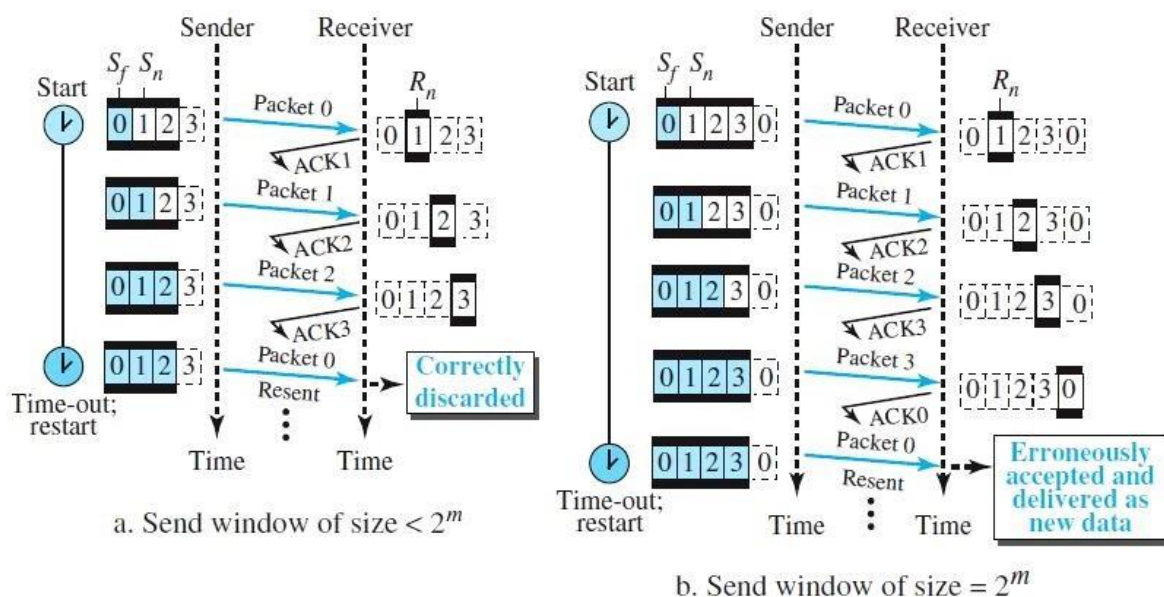 Sender Receiver
S_f S_n
Start
R_n
0 1 2 3
Packet 0
0 1 2 3
ACK1
0 1 2 3
Packet 1
0 1 2 3
ACK2
0 1 2 3
Packet 2
0 1 2 3
ACK3
0 1 2 3
Packet 0
Resent
Correctly
discarded
Time-out;
restart
Time Time
a. Send window of size < 2^m
Sender Receiver
S_f S_n
Start
R_n
0 1 2 3 0
Packet 0
0 1 2 3 0
ACK1
0 1 2 3 0
Packet 1
0 1 2 3 0
ACK2
0 1 2 3 0
Packet 2
0 1 2 3 0
ACK3
0 1 2 3 0
Packet 3
0 1 2 3 0
ACK0
0 1 2 3 0
Packet 0
Resent
Erroneously
accepted and
delivered as
new data
Time-out;
restart
Time Time
b. Send window of size = 2^m